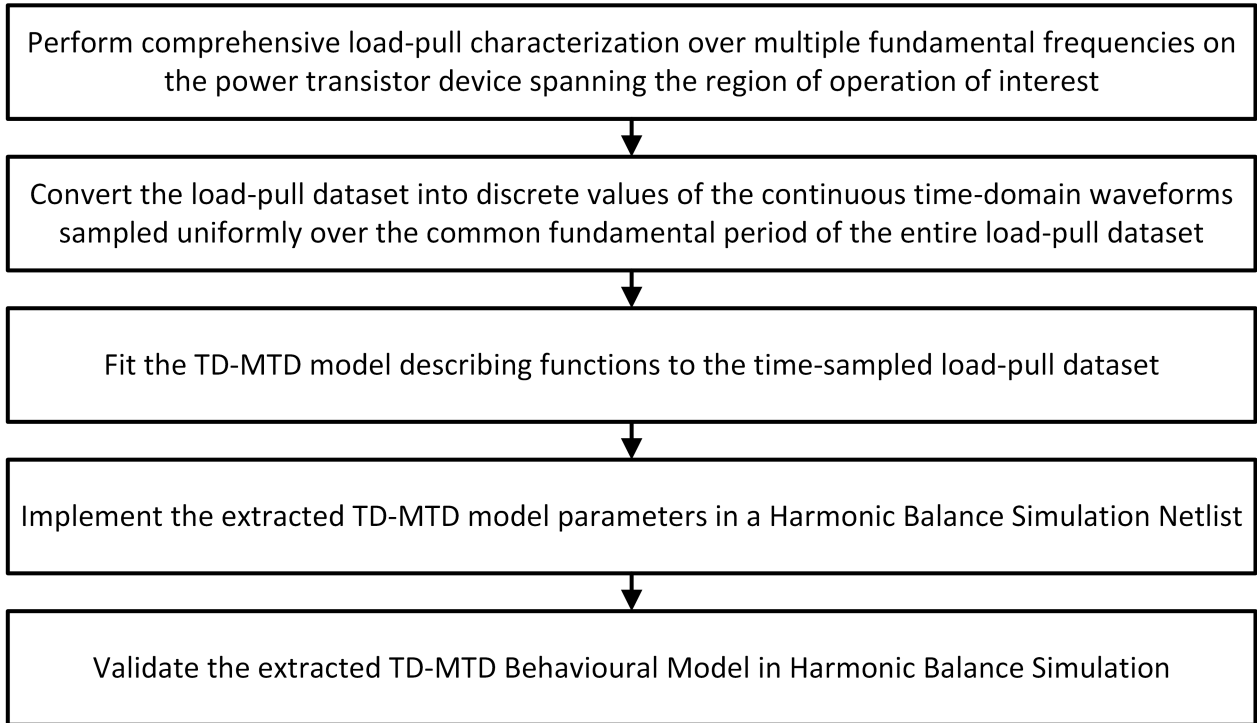 Perform comprehensive load-pull characterization over multiple fundamental frequencies on
the power transistor device spanning the region of operation of interest
Convert the load-pull dataset into discrete values of the continuous time-domain waveforms
sampled uniformly over the common fundamental period of the entire load-pull dataset
Fit the TD-MTD model describing functions to the time-sampled load-pull dataset
Implement the extracted TD-MTD model parameters in a Harmonic Balance Simulation Netlist
Validate the extracted TD-MTD Behavioural Model in Harmonic Balance Simulation